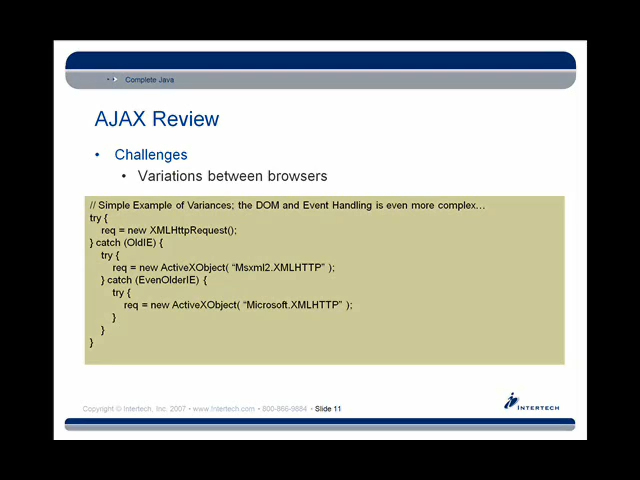 Complete Java
AJAX Review
• Challenges
• Variations between browsers
// Simple Example of Variances; the DOM and Event Handling is even more complex…
try {
req = new XMLHttpRequest();
} catch (OldIE) {
try {
req = new ActiveXObject( “Msxml2.XMLHTTP” );
} catch (EvenOlderIE) {
try {
req = new ActiveXObject( “Microsoft.XMLHTTP” );
}
}
}
Copyright © Intertech, Inc. 2007 • www.Intertech.com • 800-866-9884 • Slide 11
INTERTECH